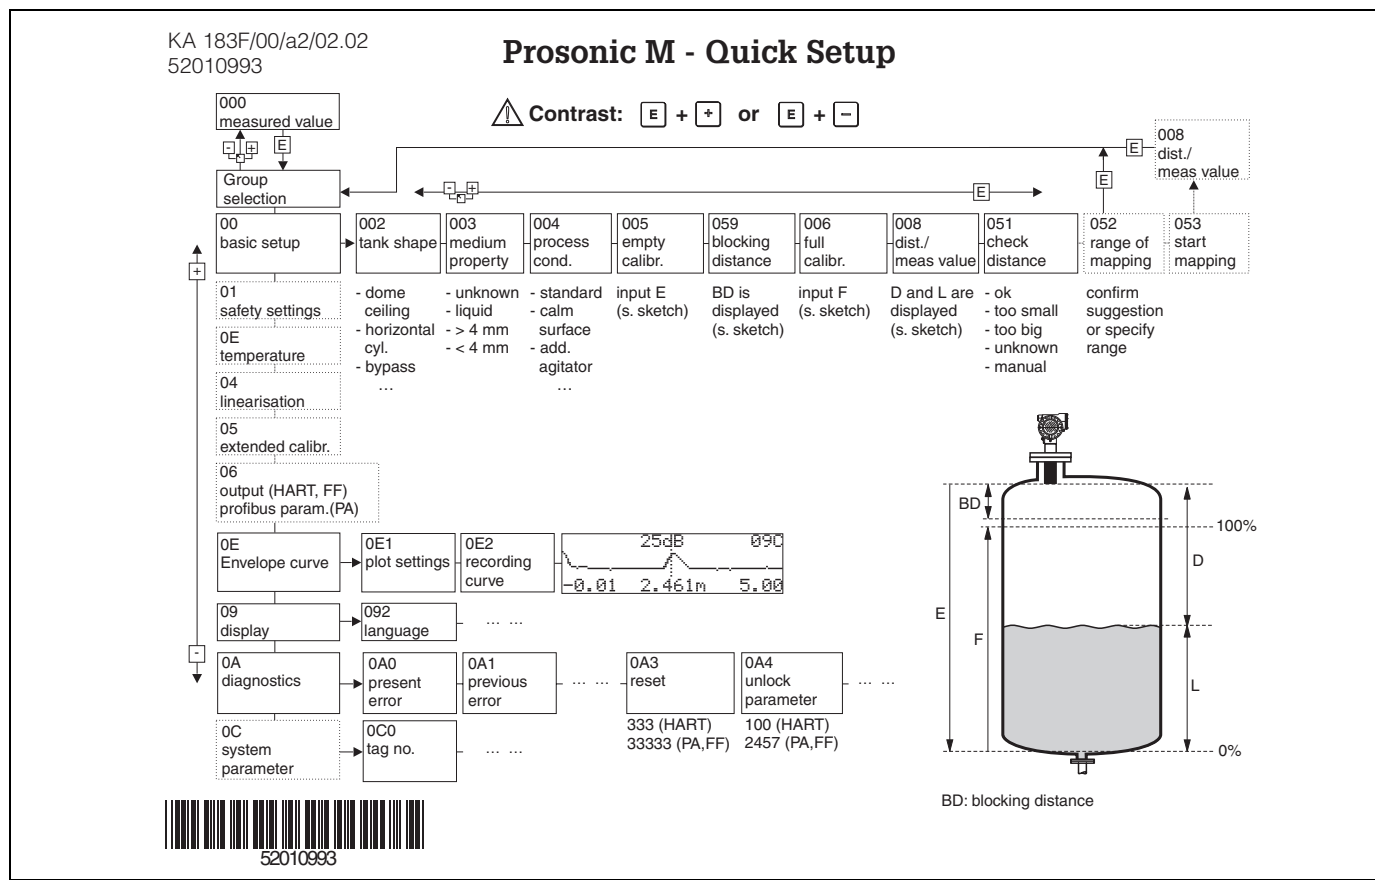 KA 183F/00/a2/02.02
52010993
Prosonic M - Quick Setup
Contrast: E + + or E + −
000
measured value
- +
E
Group
selection
- +
E
E
E
008
dist./
meas value
00
basic setup
002
tank shape
003
medium
property
004
process
cond.
005
empty
calibr.
059
blocking
distance
006
full
calibr.
008
dist./
meas value
051
check
distance
052
range of
mapping
053
start
mapping
+
- dome
ceiling
- horizontal
cyl.
- bypass
...
- unknown
- liquid
- > 4 mm
- < 4 mm
- standard
- calm
surface
- add.
agitator
...
input E
(s. sketch)
BD is
displayed
(s. sketch)
input F
(s. sketch)
D and L are
displayed
(s. sketch)
- ok
- too small
- too big
- unknown
- manual
confirm
suggestion
or specify
range
01
safety settings
0E
temperature
04
linearisation
05
extended calibr.
06
output (HART, FF)
profibus param.(PA)
0E
Envelope curve
0E1
plot settings
0E2
recording
curve
25dB 09C
-0.01 2.461m 5.00
09
display
092
language
... ...
-
0A
diagnostics
0A0
present
error
0A1
previous
error
... ...
0A3
reset
0A4
unlock
parameter
... ...
333 (HART)
33333 (PA,FF)
100 (HART)
2457 (PA,FF)
0C
system
parameter
0C0
tag no.
... ...
BD
100%
D
E
F
L
0%
BD: blocking distance
52010993